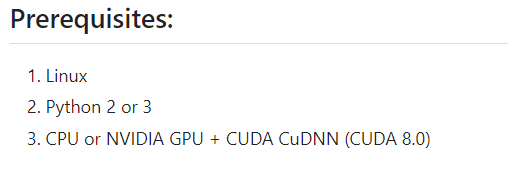 Prerequisites:
1. Linux
2. Python 2 or 3
3. CPU or NVIDIA GPU + CUDA CuDNN (CUDA 8.0)